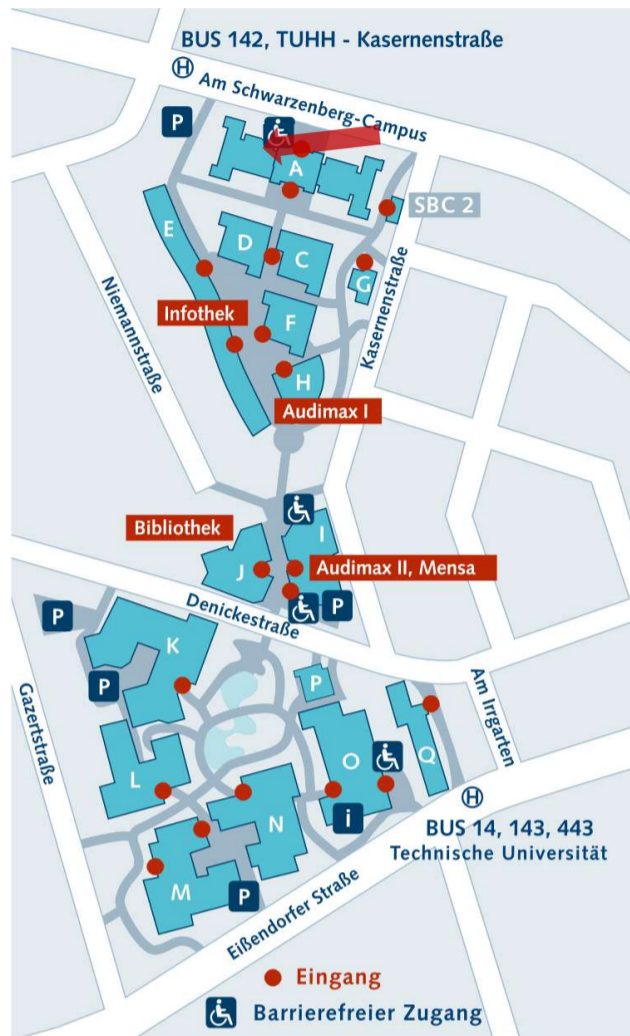 BUS 142, TUHH - Kasernenstraße
H
Am Schwarzenberg-Campus
P
A
SBC 2
E
D
C
G
Niemannstraße
Infothek
F
Kasernenstraße
H
Audimax I
Bibliothek
I
J
Audimax II, Mensa
Denickestraße
P
P
K
P
P
Am Irrgarten
Gazertstraße
L
O
Q
N
i
H
BUS 14, 143, 443
Technische Universität
M
P
Eißendorfer Straße
Eingang
Barrierefreier Zugang